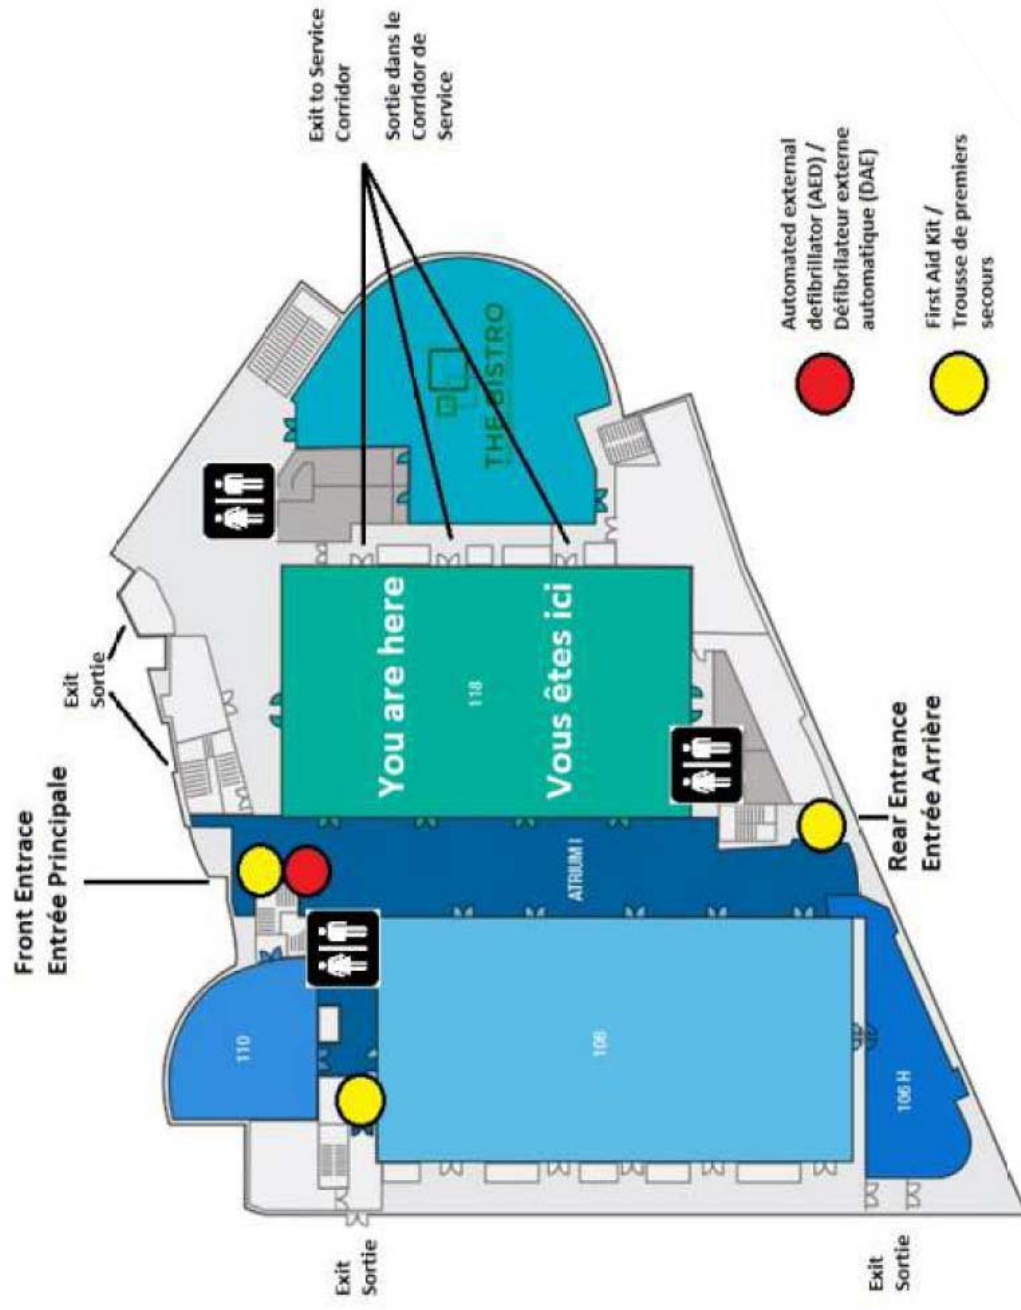 Front Entrace
Entrée Principale
Exit
Sortie
Exit to Service
Corridor
Sortie dans le
Corridor de
Service
110
You are here
118
Vous êtes ici
THE BISTRO
ATRIUM I
106
106 H
Exit
Sortie
Exit
Sortie
Rear Entrance
Entrée Arrière
Automated external
defibrillator (AED) /
Défibrilateur externe
automatique (DAE)
First Aid Kit /
Trousse de premiers
secours